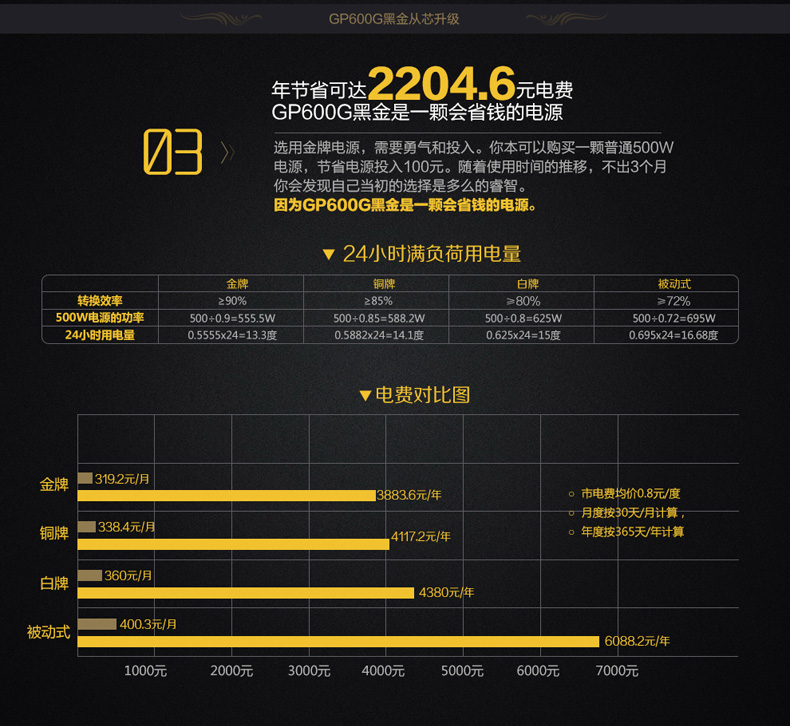 GP600G黑金从芯升级
年节省可达2204.6元电费
GP600G黑金是一颗会省钱的电源
03
选用金牌电源，需要勇气和投入。你本可以购买一颗普通500W
电源，节省电源投入100元。随着使用时间的推移，不出3个月
你会发现自己当初的选择是多么的睿智。
因为GP600G黑金是一颗会省钱的电源。
▼ 24小时满负荷用电量
金牌 铜牌 白牌 被动式
转换效率 ≥90% ≥85% ≥80% ≥72%
500W电源的功率 500÷0.9=555.5W 500÷0.85=588.2W 500÷0.8=625W 500÷0.72=695W
24小时用电量 0.5555x24=13.3度 0.5882x24=14.1度 0.625x24=15度 0.695x24=16.68度
▼电费对比图
金牌 319.2元/月
3883.6元/年
铜牌 338.4元/月
4117.2元/年
白牌 360元/月
4380元/年
被动式 400.3元/月
6088.2元/年
○ 市电费均价0.8元/度
○ 月度按30天/月计算，
○ 年度按365天/年计算
1000元 2000元 3000元 4000元 5000元 6000元 7000元